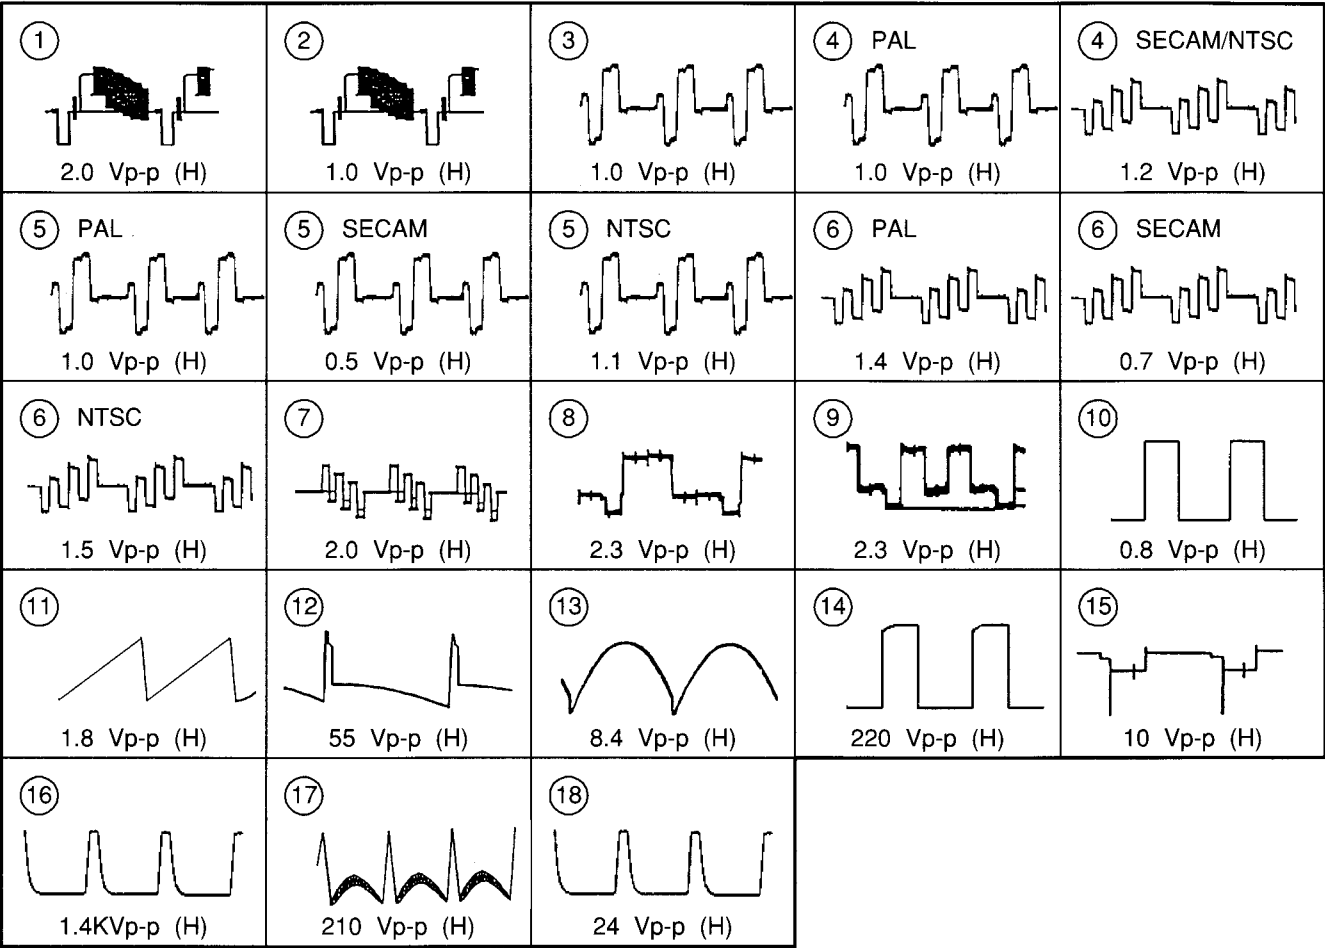 1
2.0 Vp-p (H)
2
1.0 Vp-p (H)
3
1.0 Vp-p (H)
4 PAL
1.0 Vp-p (H)
4 SECAM/NTSC
1.2 Vp-p (H)
5 PAL
1.0 Vp-p (H)
5 SECAM
0.5 Vp-p (H)
5 NTSC
1.1 Vp-p (H)
6 PAL
1.4 Vp-p (H)
6 SECAM
0.7 Vp-p (H)
6 NTSC
1.5 Vp-p (H)
7
2.0 Vp-p (H)
8
2.3 Vp-p (H)
9
2.3 Vp-p (H)
10
0.8 Vp-p (H)
11
1.8 Vp-p (H)
12
55 Vp-p (H)
13
8.4 Vp-p (H)
14
220 Vp-p (H)
15
10 Vp-p (H)
16
1.4KVp-p (H)
17
210 Vp-p (H)
18
24 Vp-p (H)